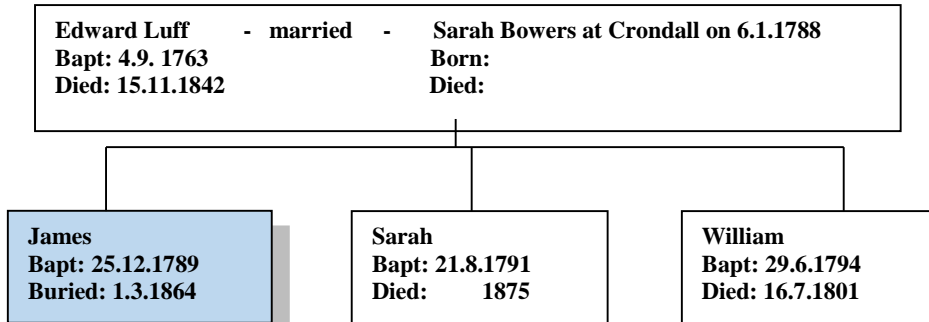 Edward Luff - married - Sarah Bowers at Crondall on 6.1.1788
Bapt: 4.9. 1763 Born:
Died: 15.11.1842 Died:
James
Bapt: 25.12.1789
Buried: 1.3.1864
Sarah
Bapt: 21.8.1791
Died: 1875
William
Bapt: 29.6.1794
Died: 16.7.1801